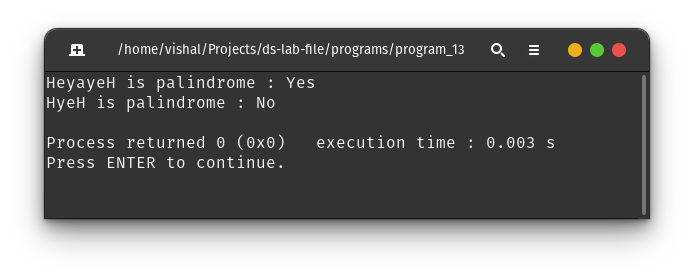 /home/vishal/Projects/ds-lab-file/programs/program_13
HeyayeH is palindrome : Yes
HyeH is palindrome : No
Process returned 0 (0x0)   execution time : 0.003 s
Press ENTER to continue.